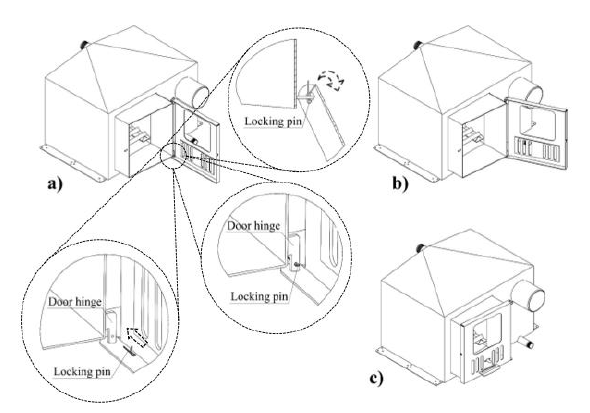 Locking pin
a)
b)
Door hinge
Locking pin
Door hinge
Locking pin
c)